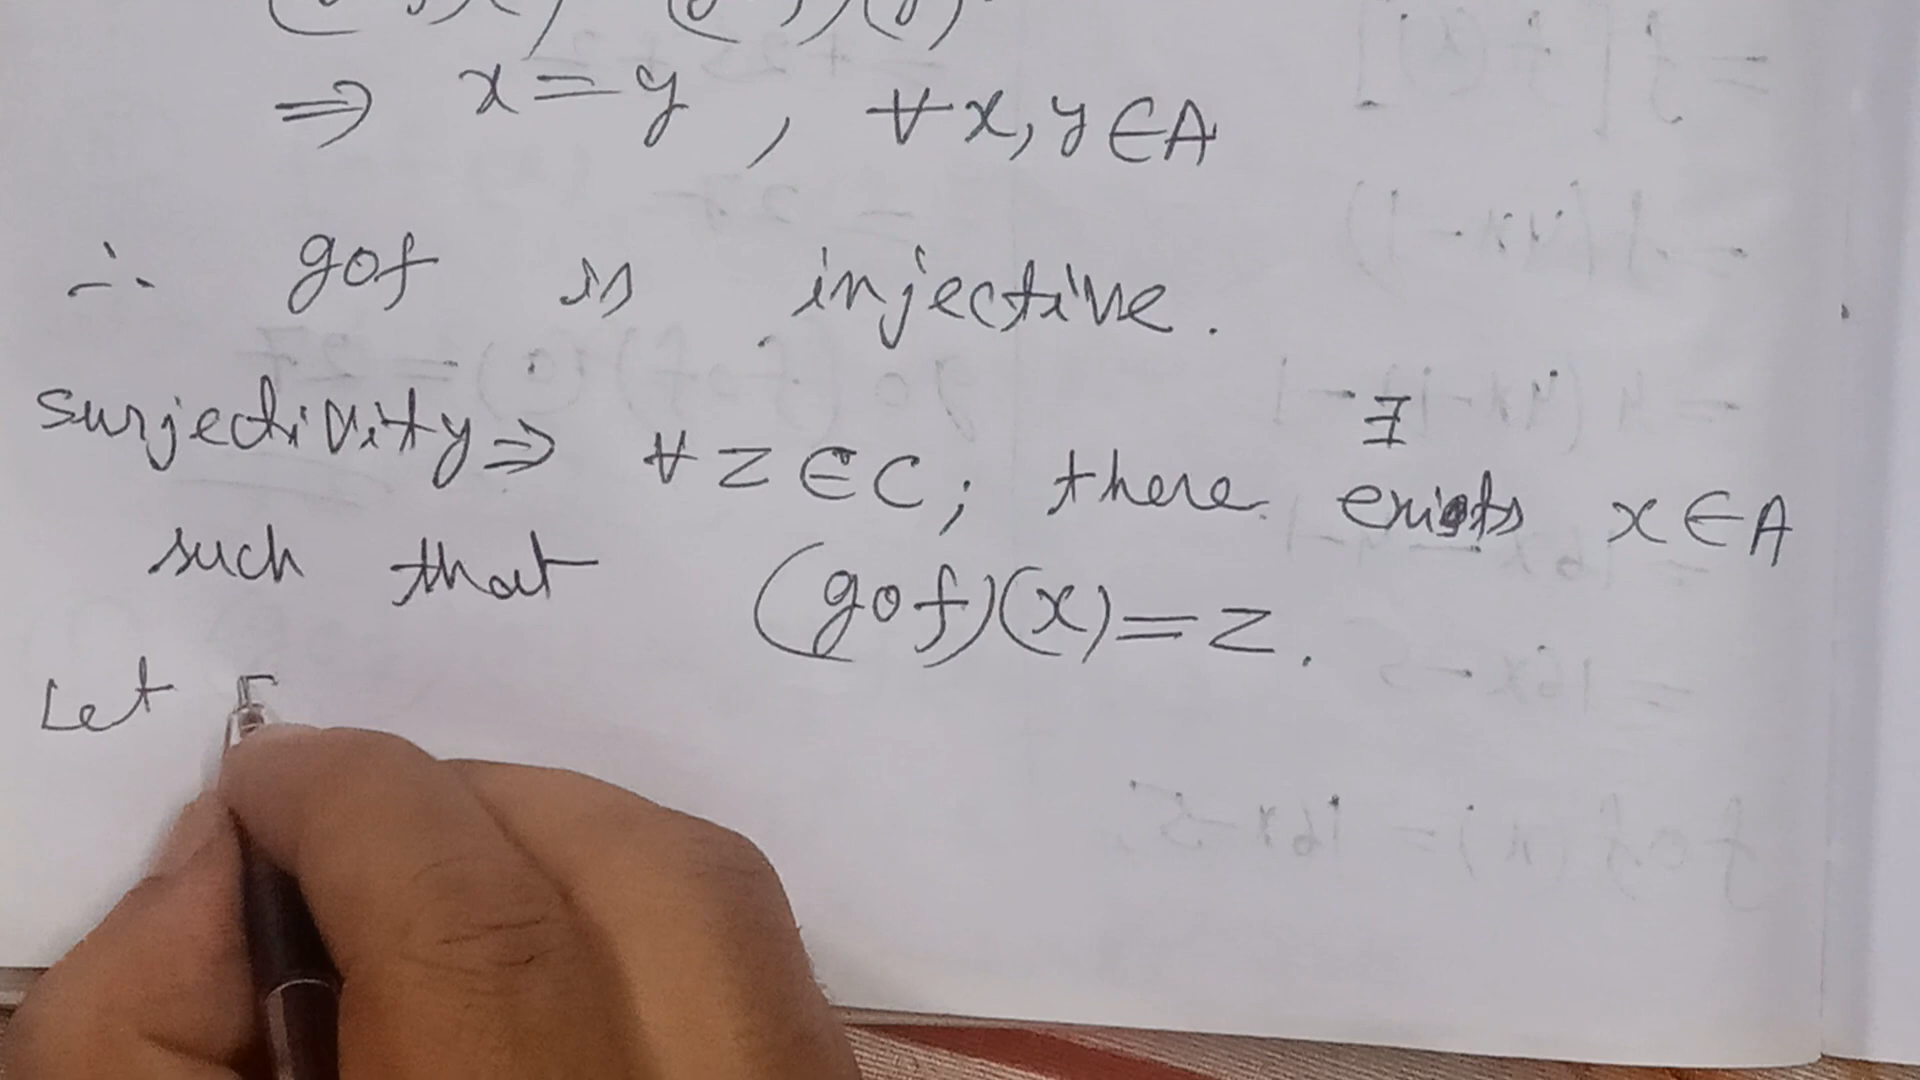 ⇒ x = y , ∀ x, y ∈ A
∴ gof is injective.
surjectivity ⇒ ∀ z ∈ C; there exists x ∈ A
∃
such that (gof)(x) = z.
Let